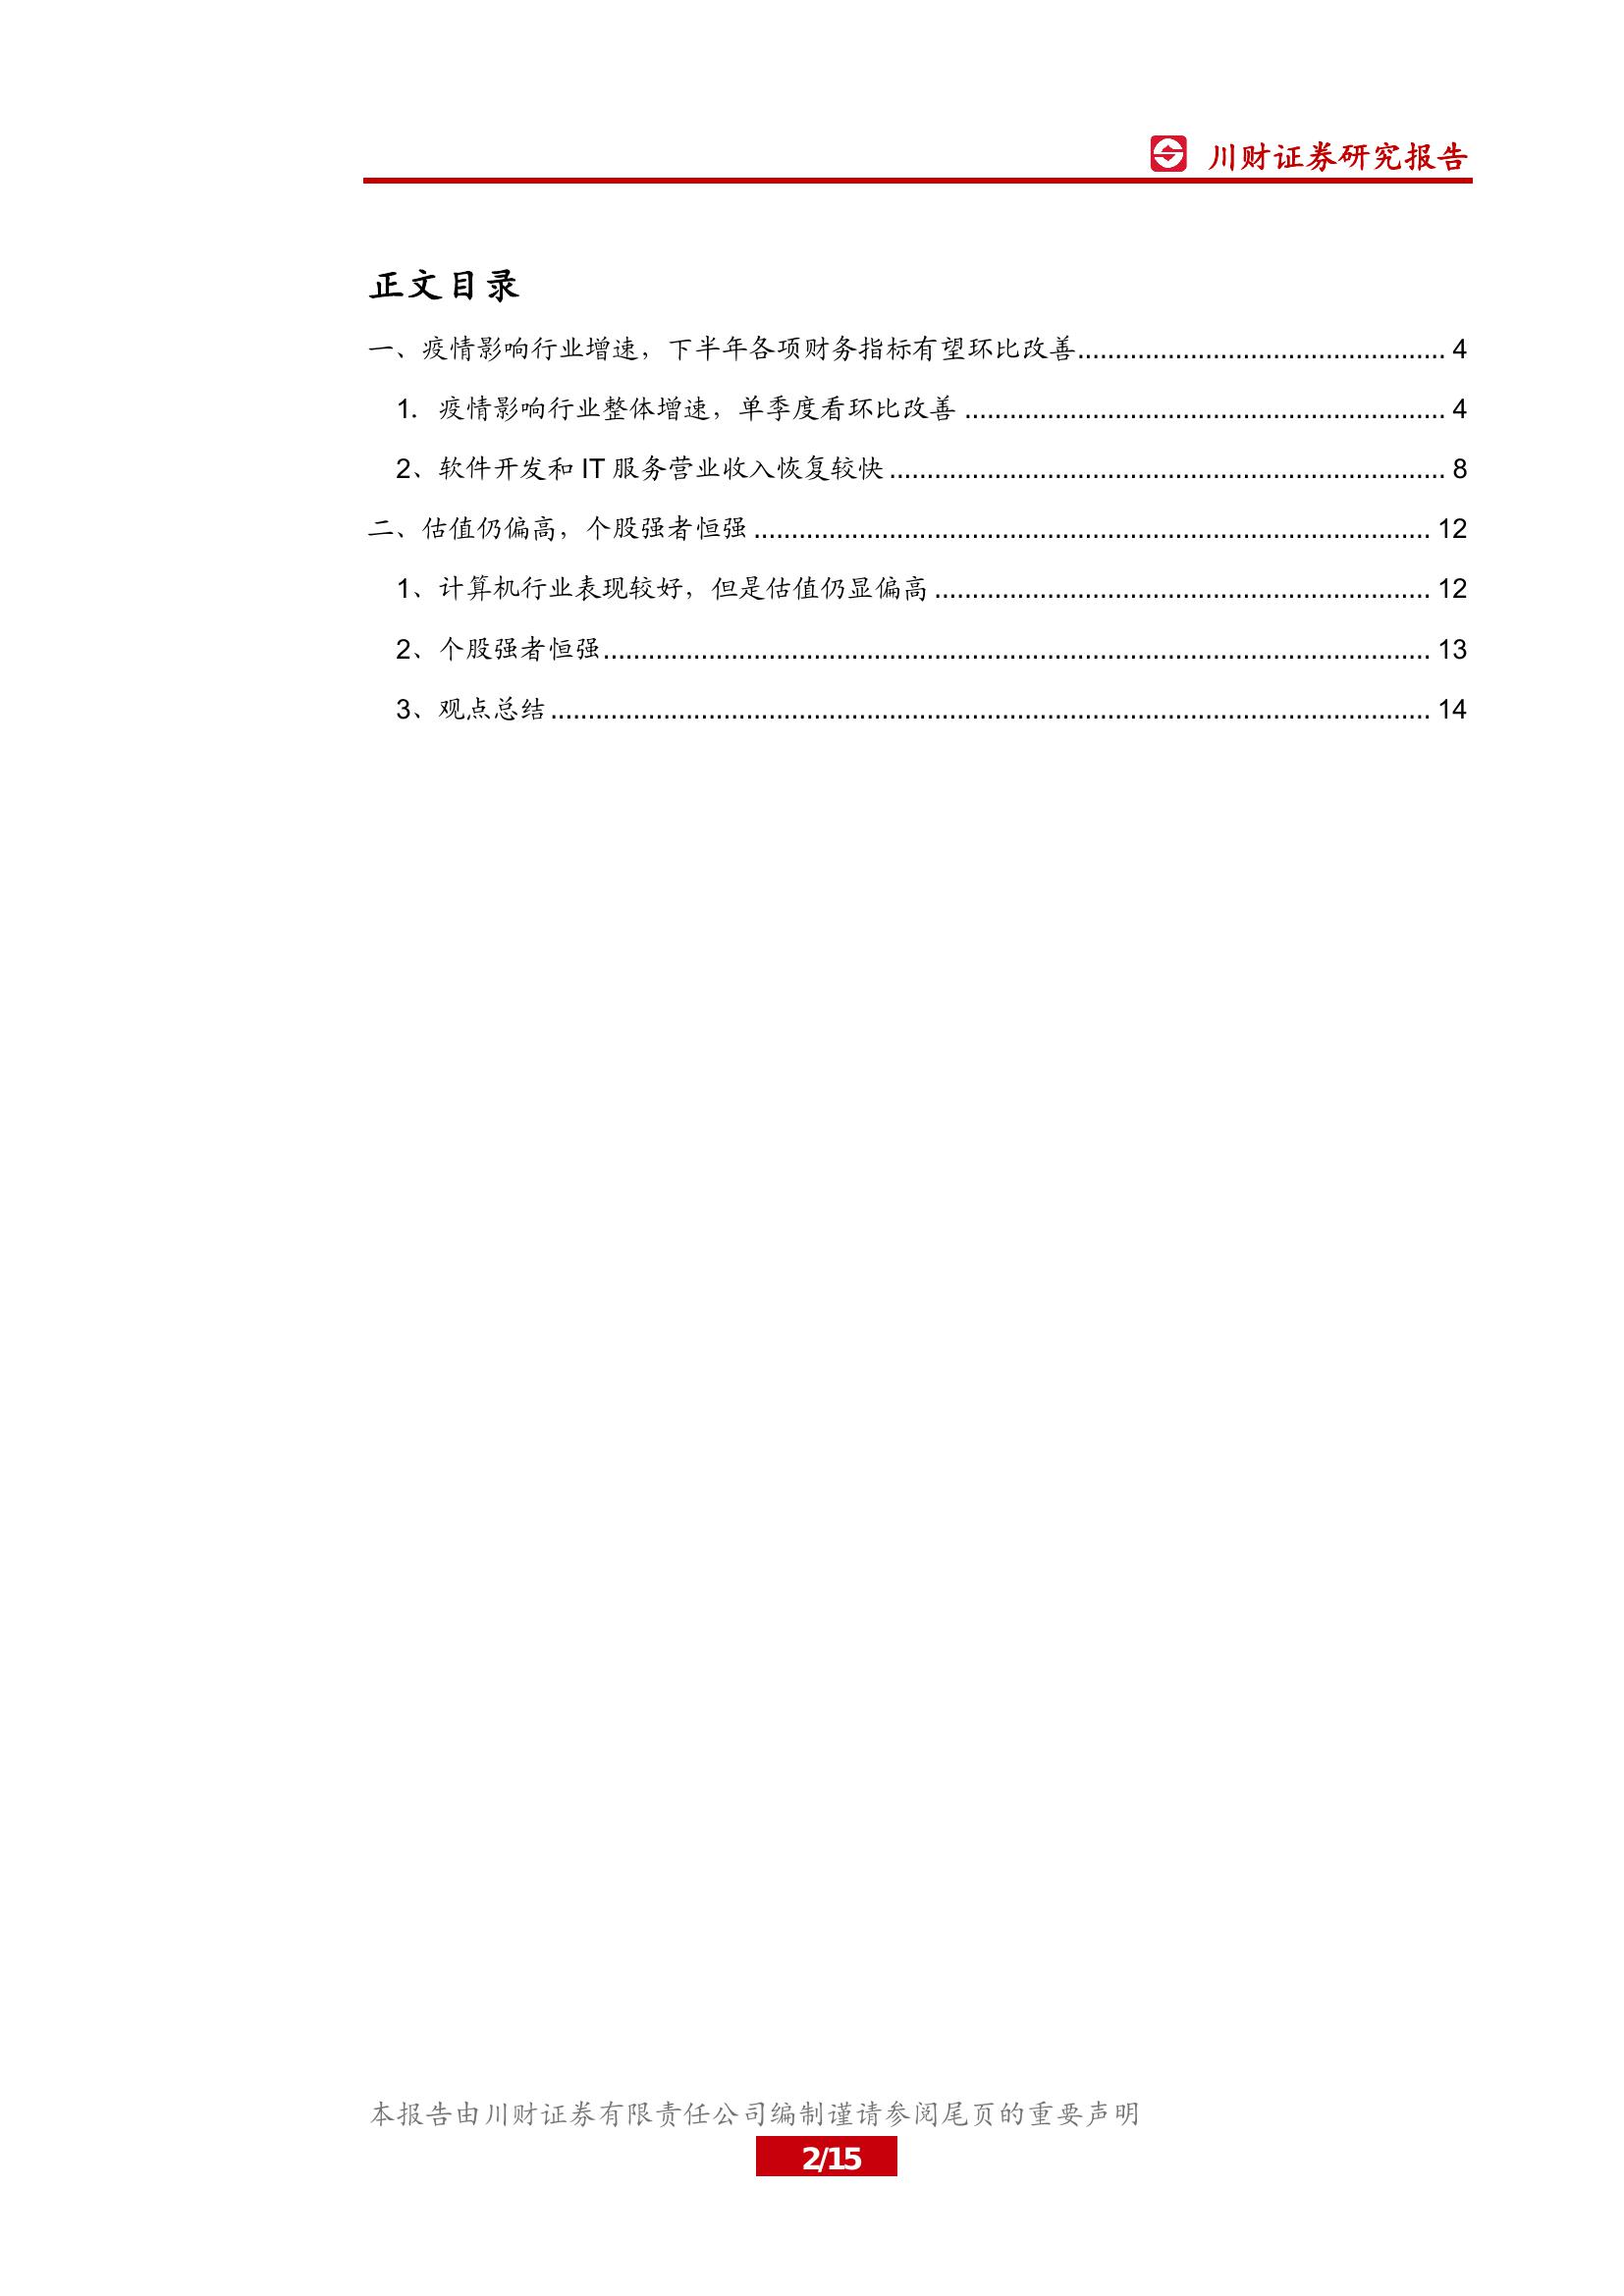 川财证券研究报告
正文目录
一、疫情影响行业增速，下半年各项财务指标有望环比改善................................................. 4
1. 疫情影响行业整体增速，单季度看环比改善 ................................................................ 4
2、软件开发和 IT 服务营业收入恢复较快 .......................................................................... 8
二、估值仍偏高，个股强者恒强 .......................................................................................... 12
1、计算机行业表现较好，但是估值仍显偏高 .................................................................. 12
2、个股强者恒强.............................................................................................................. 13
3、观点总结 ..................................................................................................................... 14
本报告由川财证券有限责任公司编制谨请参阅尾页的重要声明
2/15